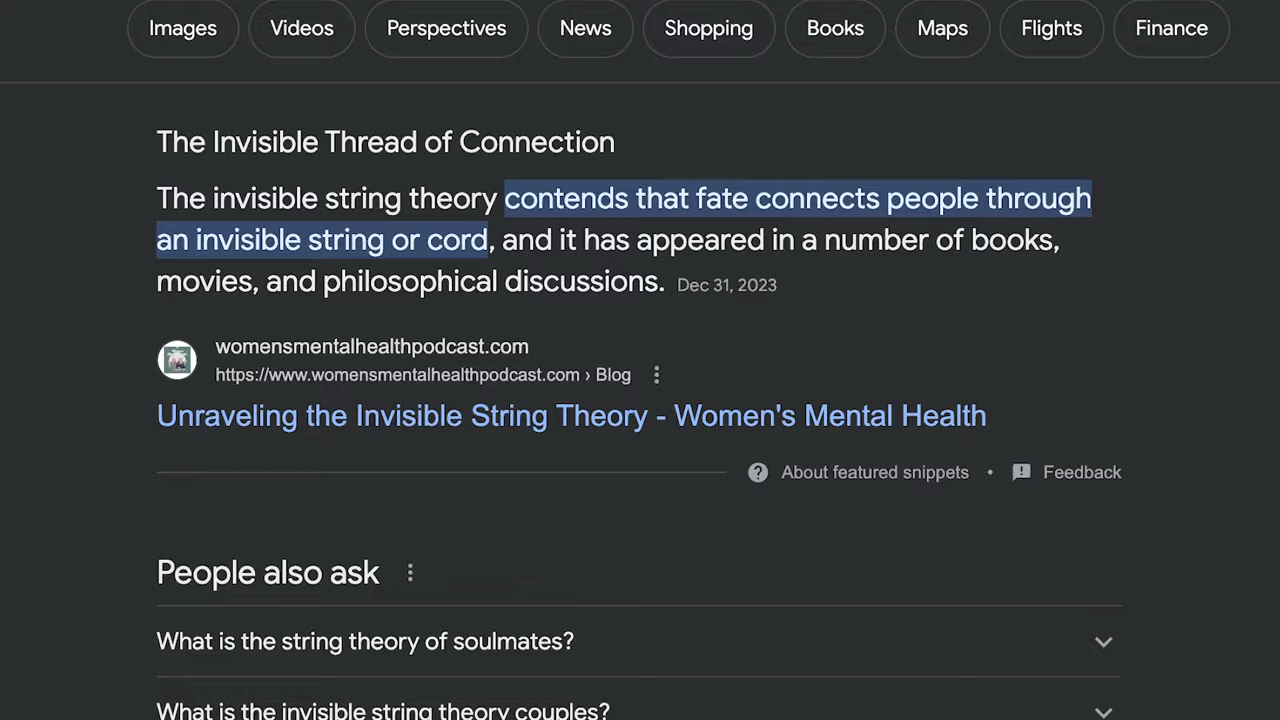 Images Videos Perspectives News Shopping Books Maps Flights Finance
The Invisible Thread of Connection
The invisible string theory contends that fate connects people through
an invisible string or cord, and it has appeared in a number of books,
movies, and philosophical discussions. Dec 31, 2023
womensmentalhealthpodcast.com
https://www.womensmentalhealthpodcast.com › Blog
Unraveling the Invisible String Theory - Women's Mental Health
About featured snippets • Feedback
People also ask
What is the string theory of soulmates?
What is the invisible string theory couples?